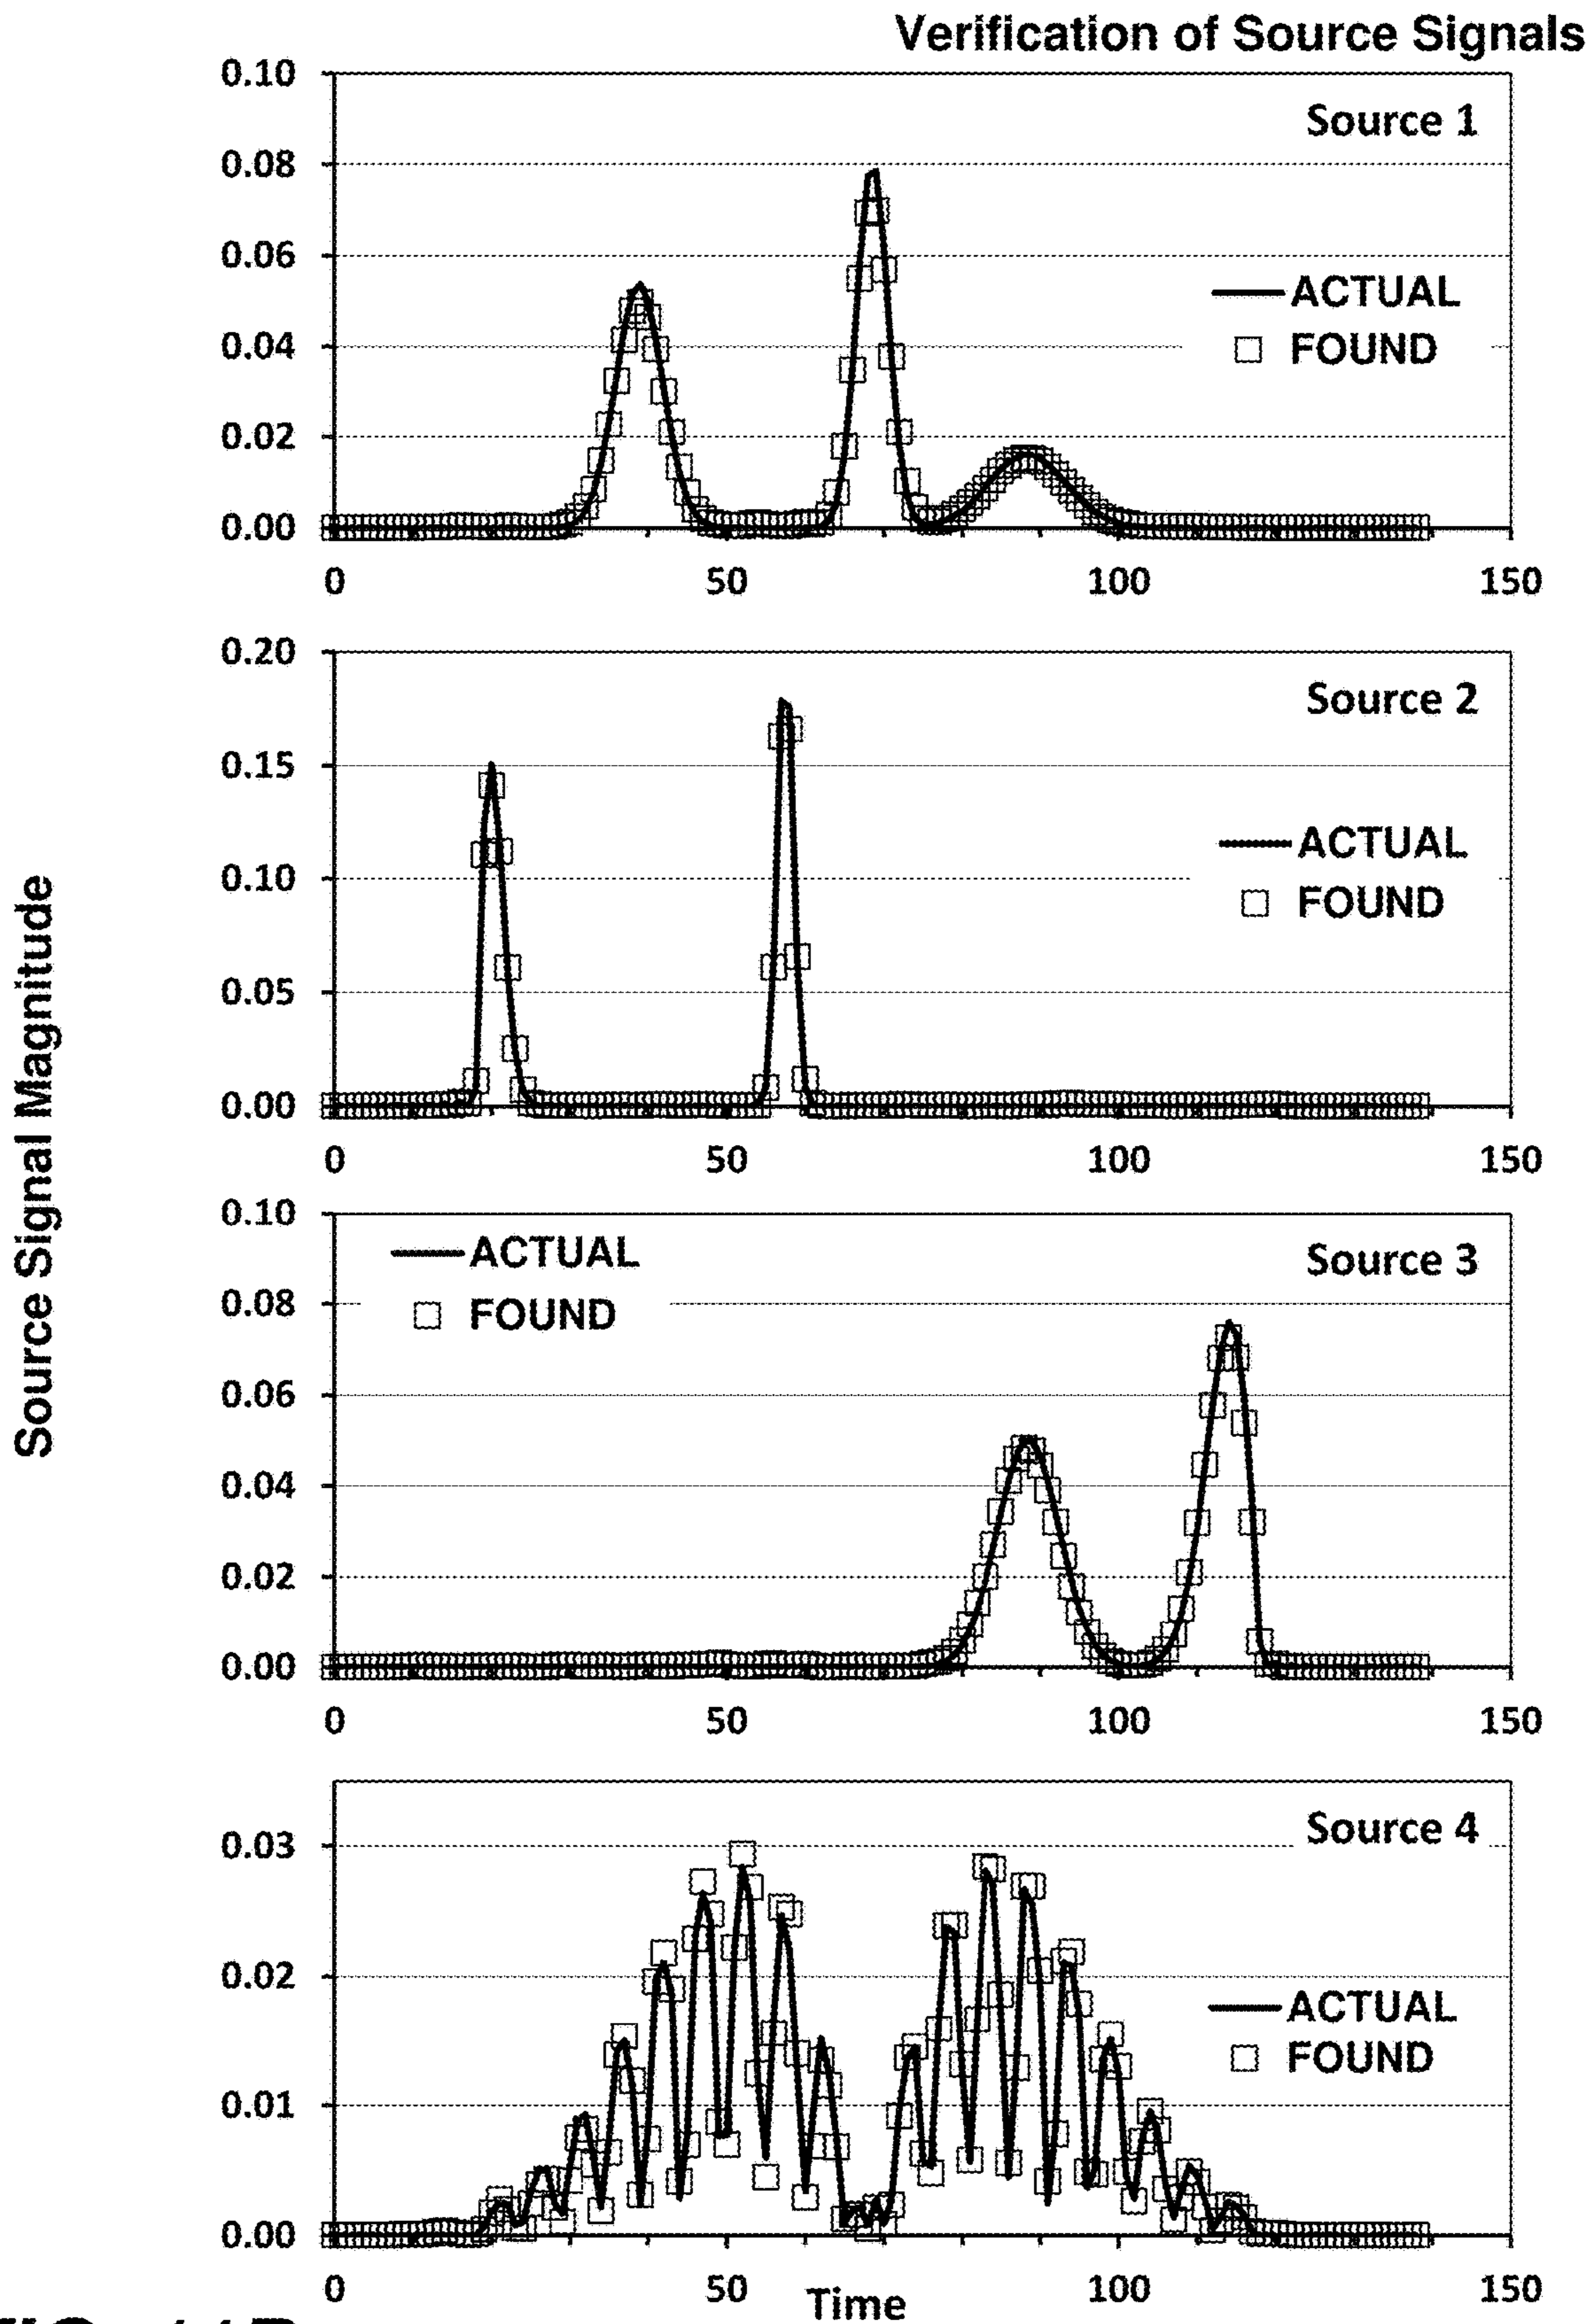 Verification of Source Signals
Source Signal Magnitude
0.10
Source 1
0.08
0.06
ACTUAL
0.04
FOUND
0.02
0.00
0 50 100 150
0.20
Source 2
0.15
ACTUAL
0.10
FOUND
0.05
0.00
0 50 100 150
0.10
ACTUAL
Source 3
0.08
FOUND
0.06
0.04
0.02
0.00
0 50 100 150
Source 4
0.03
0.02
ACTUAL
FOUND
0.01
0.00
0 50 100 150
Time